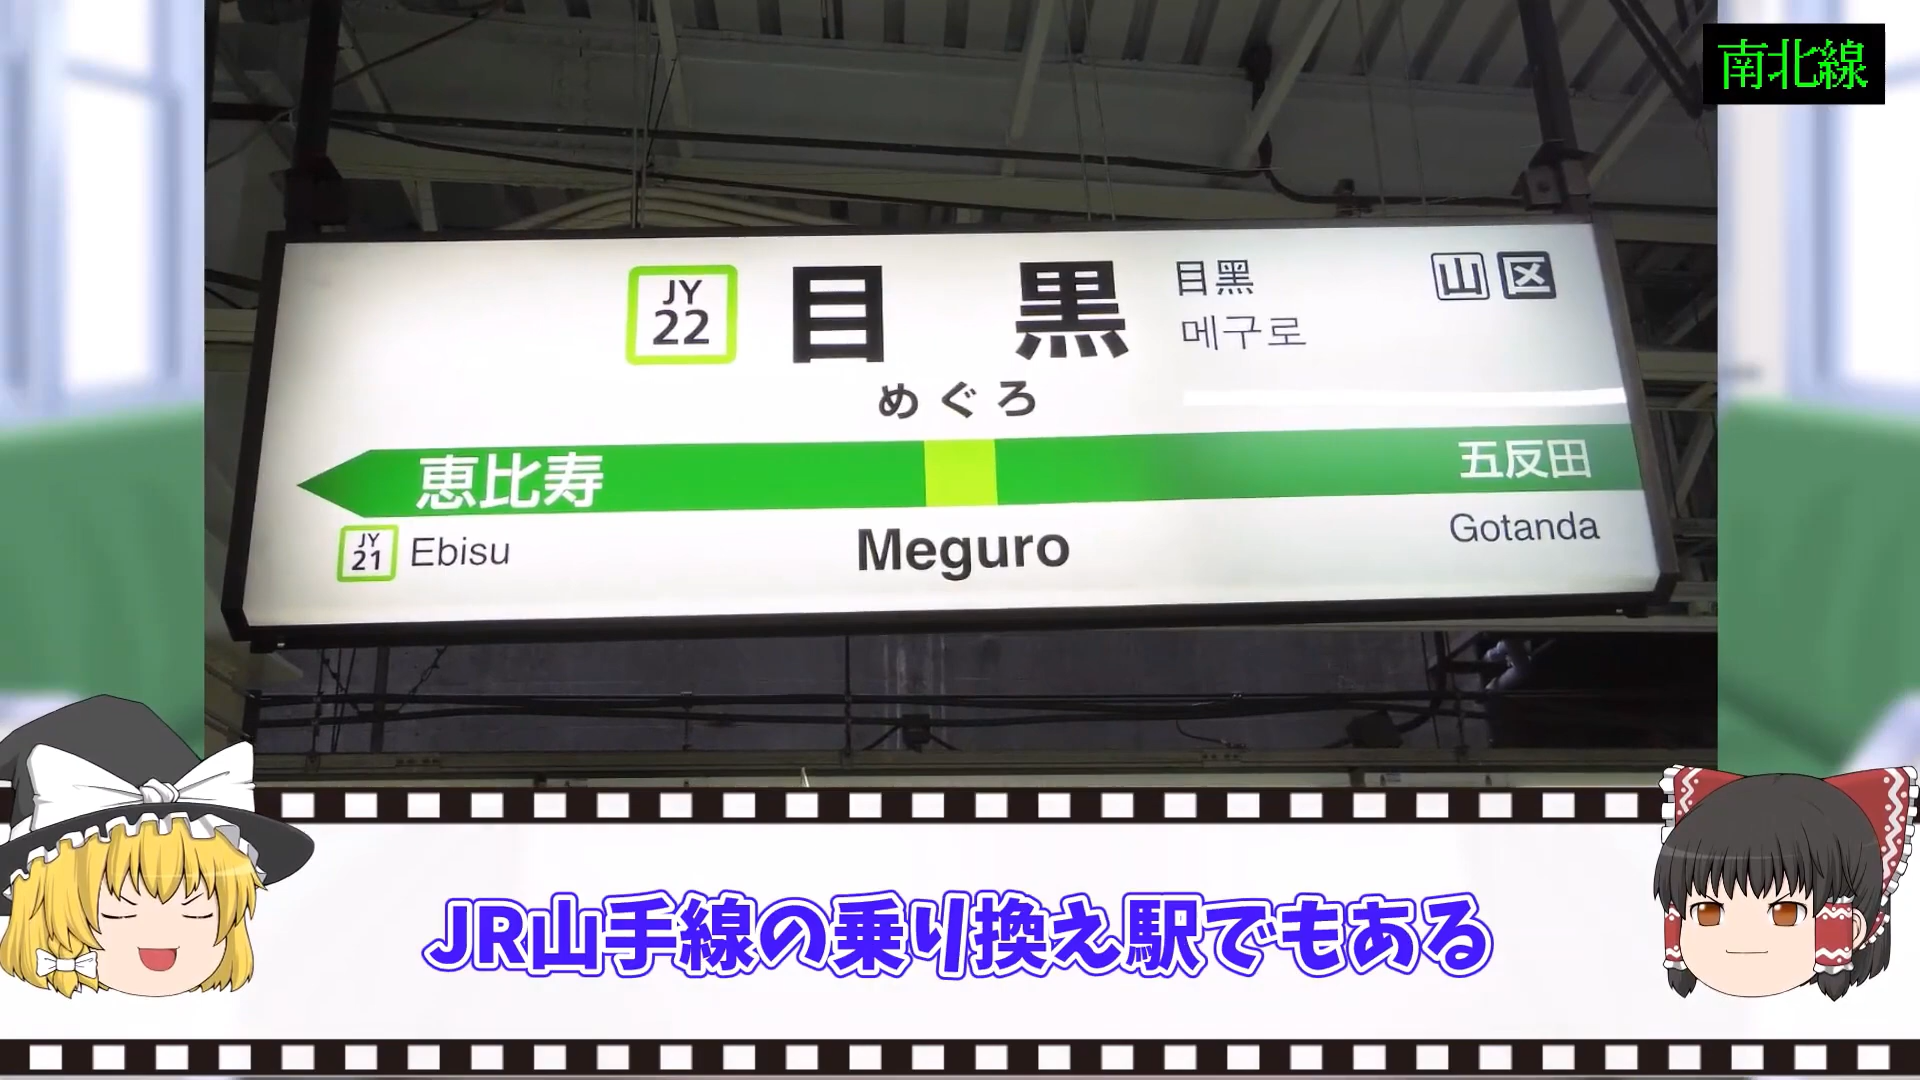 南北線
JY
22
目黒
目黒
메구로
山区
めぐろ
恵比寿
五反田
JY
21
Ebisu
Meguro
Gotanda
JR山手線の乗り換え駅でもある